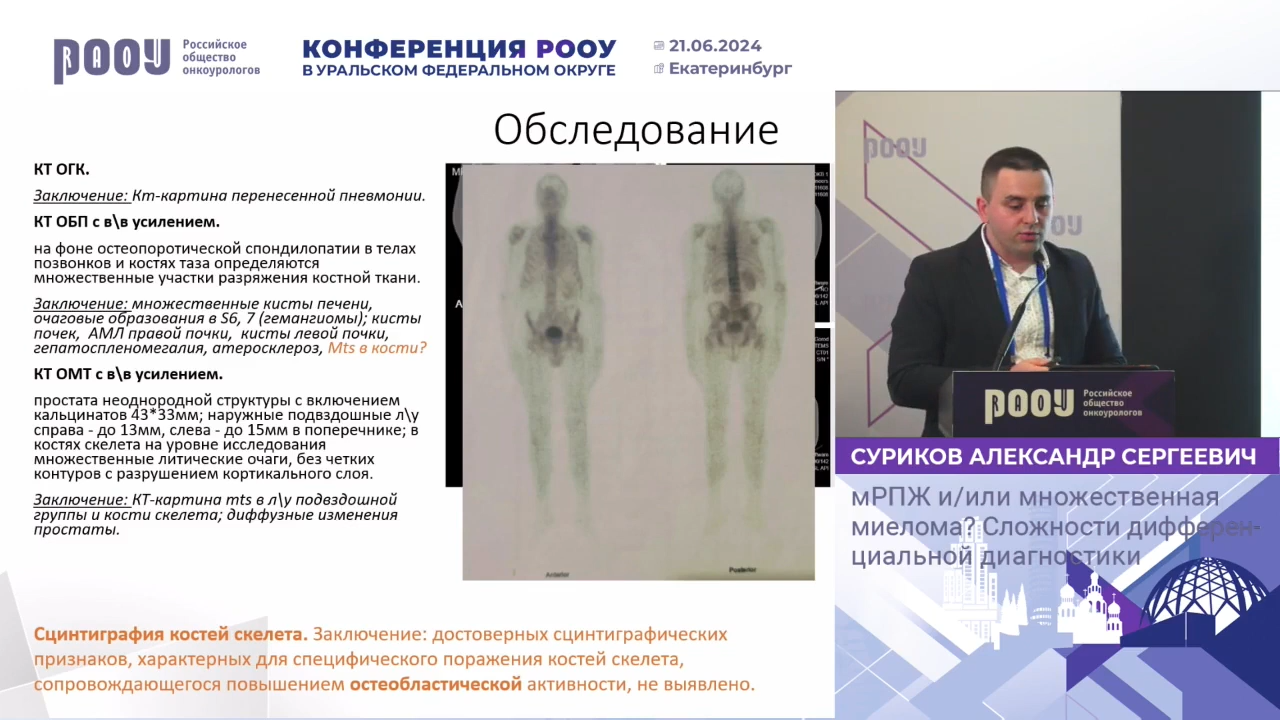 РООУ
Российское
общество
онкоурологов
КОНФЕРЕНЦИЯ РООУ
В УРАЛЬСКОМ ФЕДЕРАЛЬНОМ ОКРУГЕ
21.06.2024
Екатеринбург
Обследование
КТ ОГК.
Заключение: Кт-картина перенесенной пневмонии.
КТ ОБП с в\в усилением.
на фоне остеопоротической спондилопатии в телах
позвонков и костях таза определяются
множественные участки разряжения костной ткани.
Заключение: множественные кисты печени,
очаговые образования в S6, 7 (гемангиомы); кисты
почек, АМЛ правой почки, кисты левой почки,
гепатоспленомегалия, атеросклероз, Mts в кости?
КТ ОМТ с в\в усилением.
простата неоднородной структуры с включением
кальцинатов 43*33мм; наружные подвздошные л\у
справа - до 13мм, слева - до 15мм в поперечнике; в
костях скелета на уровне исследования
множественные литические очаги, без четких
контуров с разрушением кортикального слоя.
Заключение: КТ-картина mts в л\у подвздошной
группы и кости скелета; диффузные изменения
простаты.
Anterior
Posterior
Сцинтиграфия костей скелета. Заключение: достоверных сцинтиграфических
признаков, характерных для специфического поражения костей скелета,
сопровождающегося повышением остеобластической активности, не выявлено.
РООУ
ОУ
РООУ
Российское
общество
онкоурологов
СУРИКОВ АЛЕКСАНДР СЕРГЕЕВИЧ
мРПЖ и/или множественная
миелома? Сложности дифферен-
циальной диагностики